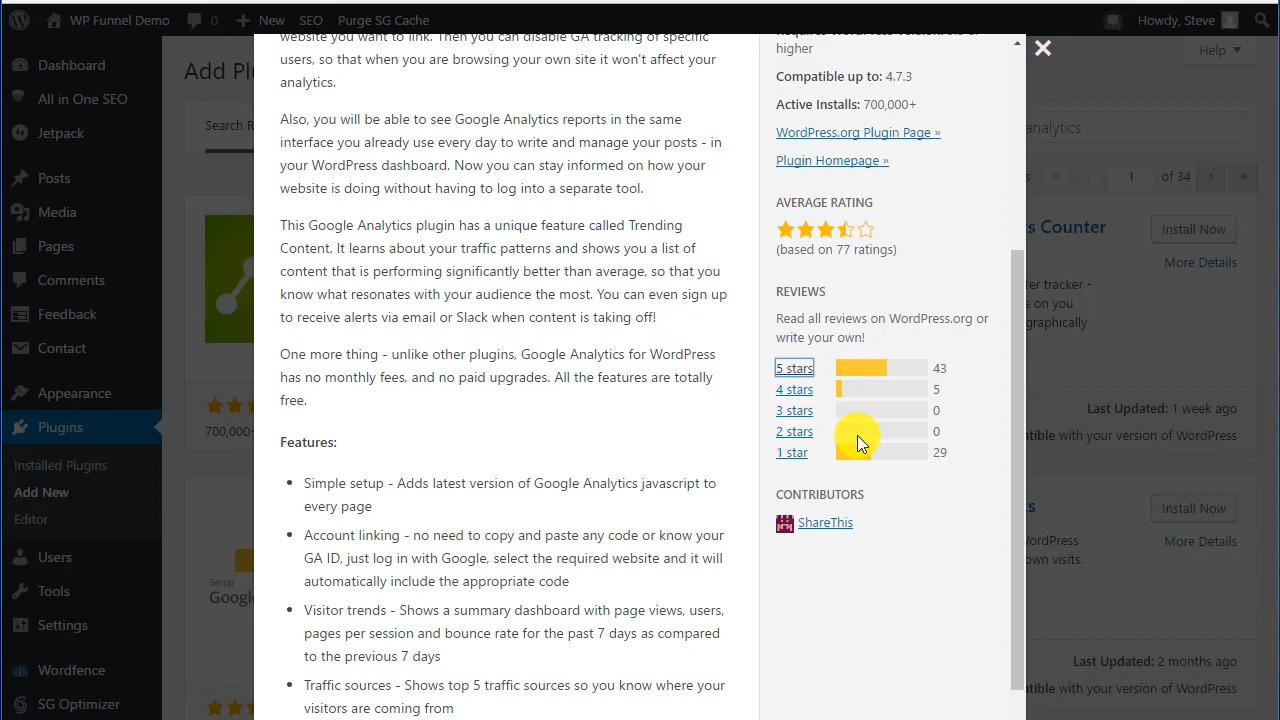 WP Funnel Demo
0
New
SEO
Purge SG Cache
Howdy, Steve
Dashboard
All in One SEO
Jetpack
Posts
Media
Pages
Comments
Feedback
Contact
Appearance
Plugins
Installed Plugins
Add New
Editor
Users
Tools
Settings
Wordfence
SG Optimizer
Help
Search R
700,000+
Setup
website you want to link. Then you can disable GA tracking of specific
users, so that when you are browsing your own site it won't affect your
analytics.
Also, you will be able to see Google Analytics reports in the same
interface you already use every day to write and manage your posts - in
your WordPress dashboard. Now you can stay informed on how your
website is doing without having to log into a separate tool.
This Google Analytics plugin has a unique feature called Trending
Content. It learns about your traffic patterns and shows you a list of
content that is performing significantly better than average, so that you
know what resonates with your audience the most. You can even sign up
to receive alerts via email or Slack when content is taking off!
One more thing - unlike other plugins, Google Analytics for WordPress
has no monthly fees, and no paid upgrades. All the features are totally
free.
Features:
• Simple setup - Adds latest version of Google Analytics javascript to
every page
• Account linking - no need to copy and paste any code or know your
GA ID, just log in with Google, select the required website and it will
automatically include the appropriate code
• Visitor trends - Shows a summary dashboard with page views, users,
pages per session and bounce rate for the past 7 days as compared
to the previous 7 days
• Traffic sources - Shows top 5 traffic sources so you know where your
visitors are coming from
higher
Compatible up to: 4.7.3
Active Installs: 700,000+
WordPress.org Plugin Page »
Plugin Homepage »
AVERAGE RATING
(based on 77 ratings)
REVIEWS
Read all reviews on WordPress.org or
write your own!
5 stars 43
4 stars 5
3 stars 0
2 stars 0
1 star 29
CONTRIBUTORS
ShareThis
analytics
« ‹ 1 of 34 › »
Counter
Install Now
More Details
ter tracker -
s on you
ographically
Last Updated: 1 week ago
with your version of WordPress
Install Now
More Details
own visits.
Last Updated: 2 months ago
with your version of WordPress